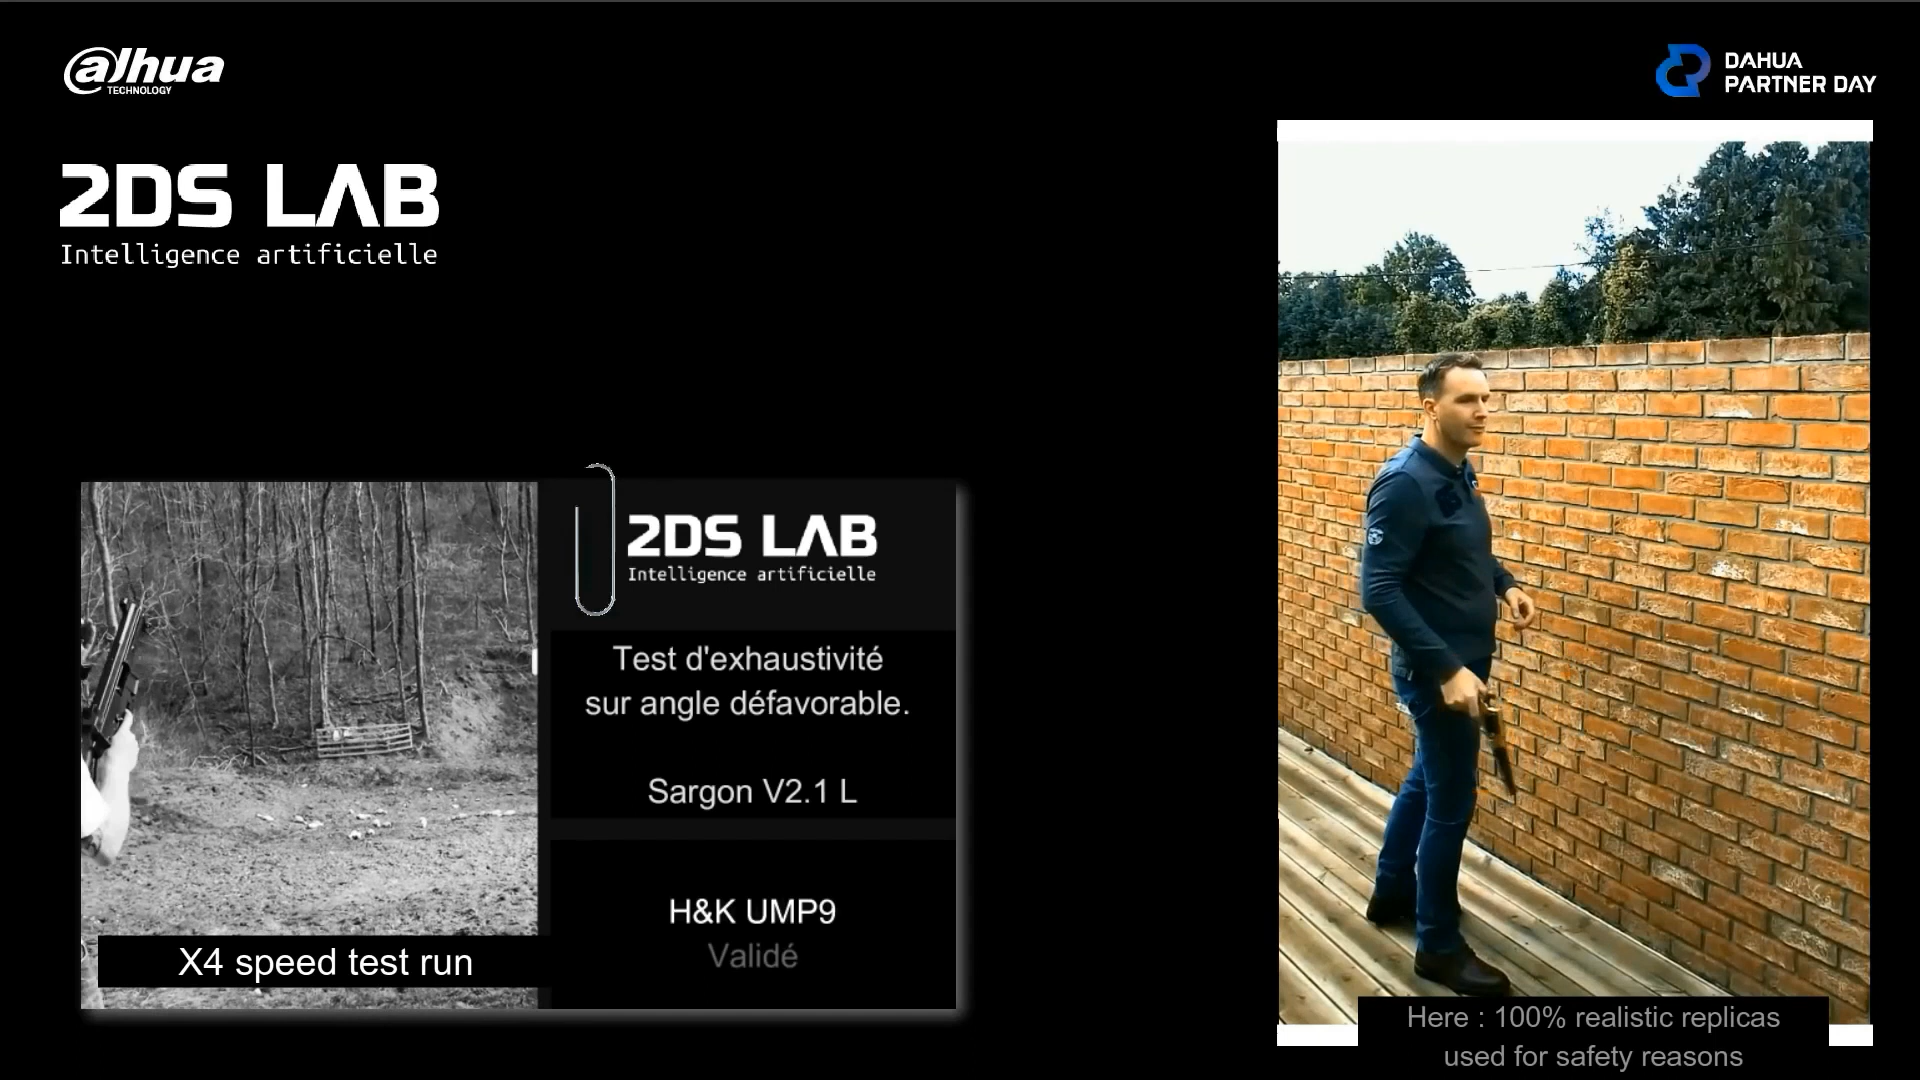 alhua
TECHNOLOGY
DAHUA
PARTNER DAY
2DS LAB
Intelligence artificielle
2DS LAB
Intelligence artificielle
Test d'exhaustivité
sur angle défavorable.
Sargon V2.1 L
H&K UMP9
Validé
X4 speed test run
Here : 100% realistic replicas
used for safety reasons